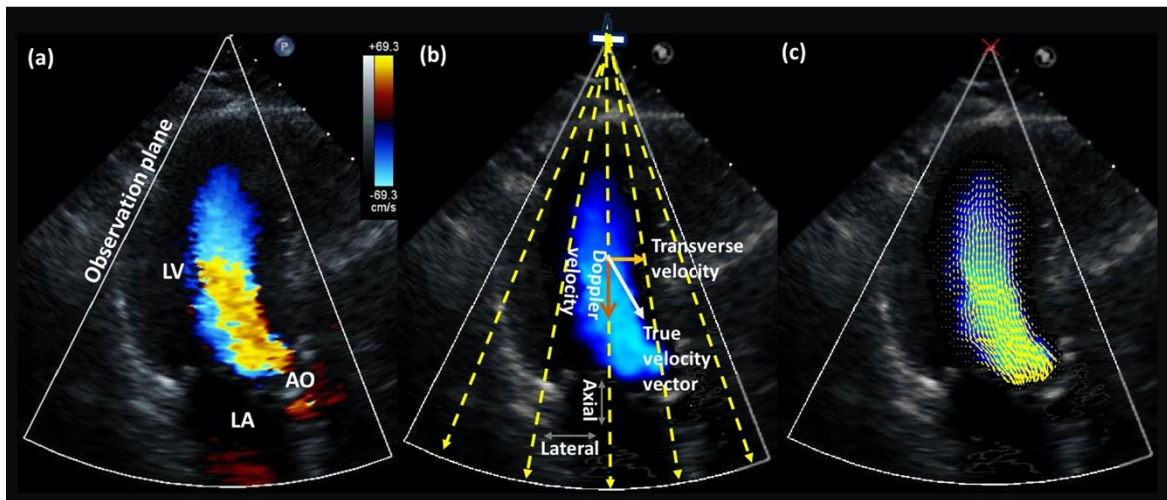 (a)
P
+69.3
-69.3
cm/s
Observation plane
LV
AO
LA
(b)
Transverse
velocity
Doppler
velocity
True
velocity
vector
Axial
Lateral
(c)